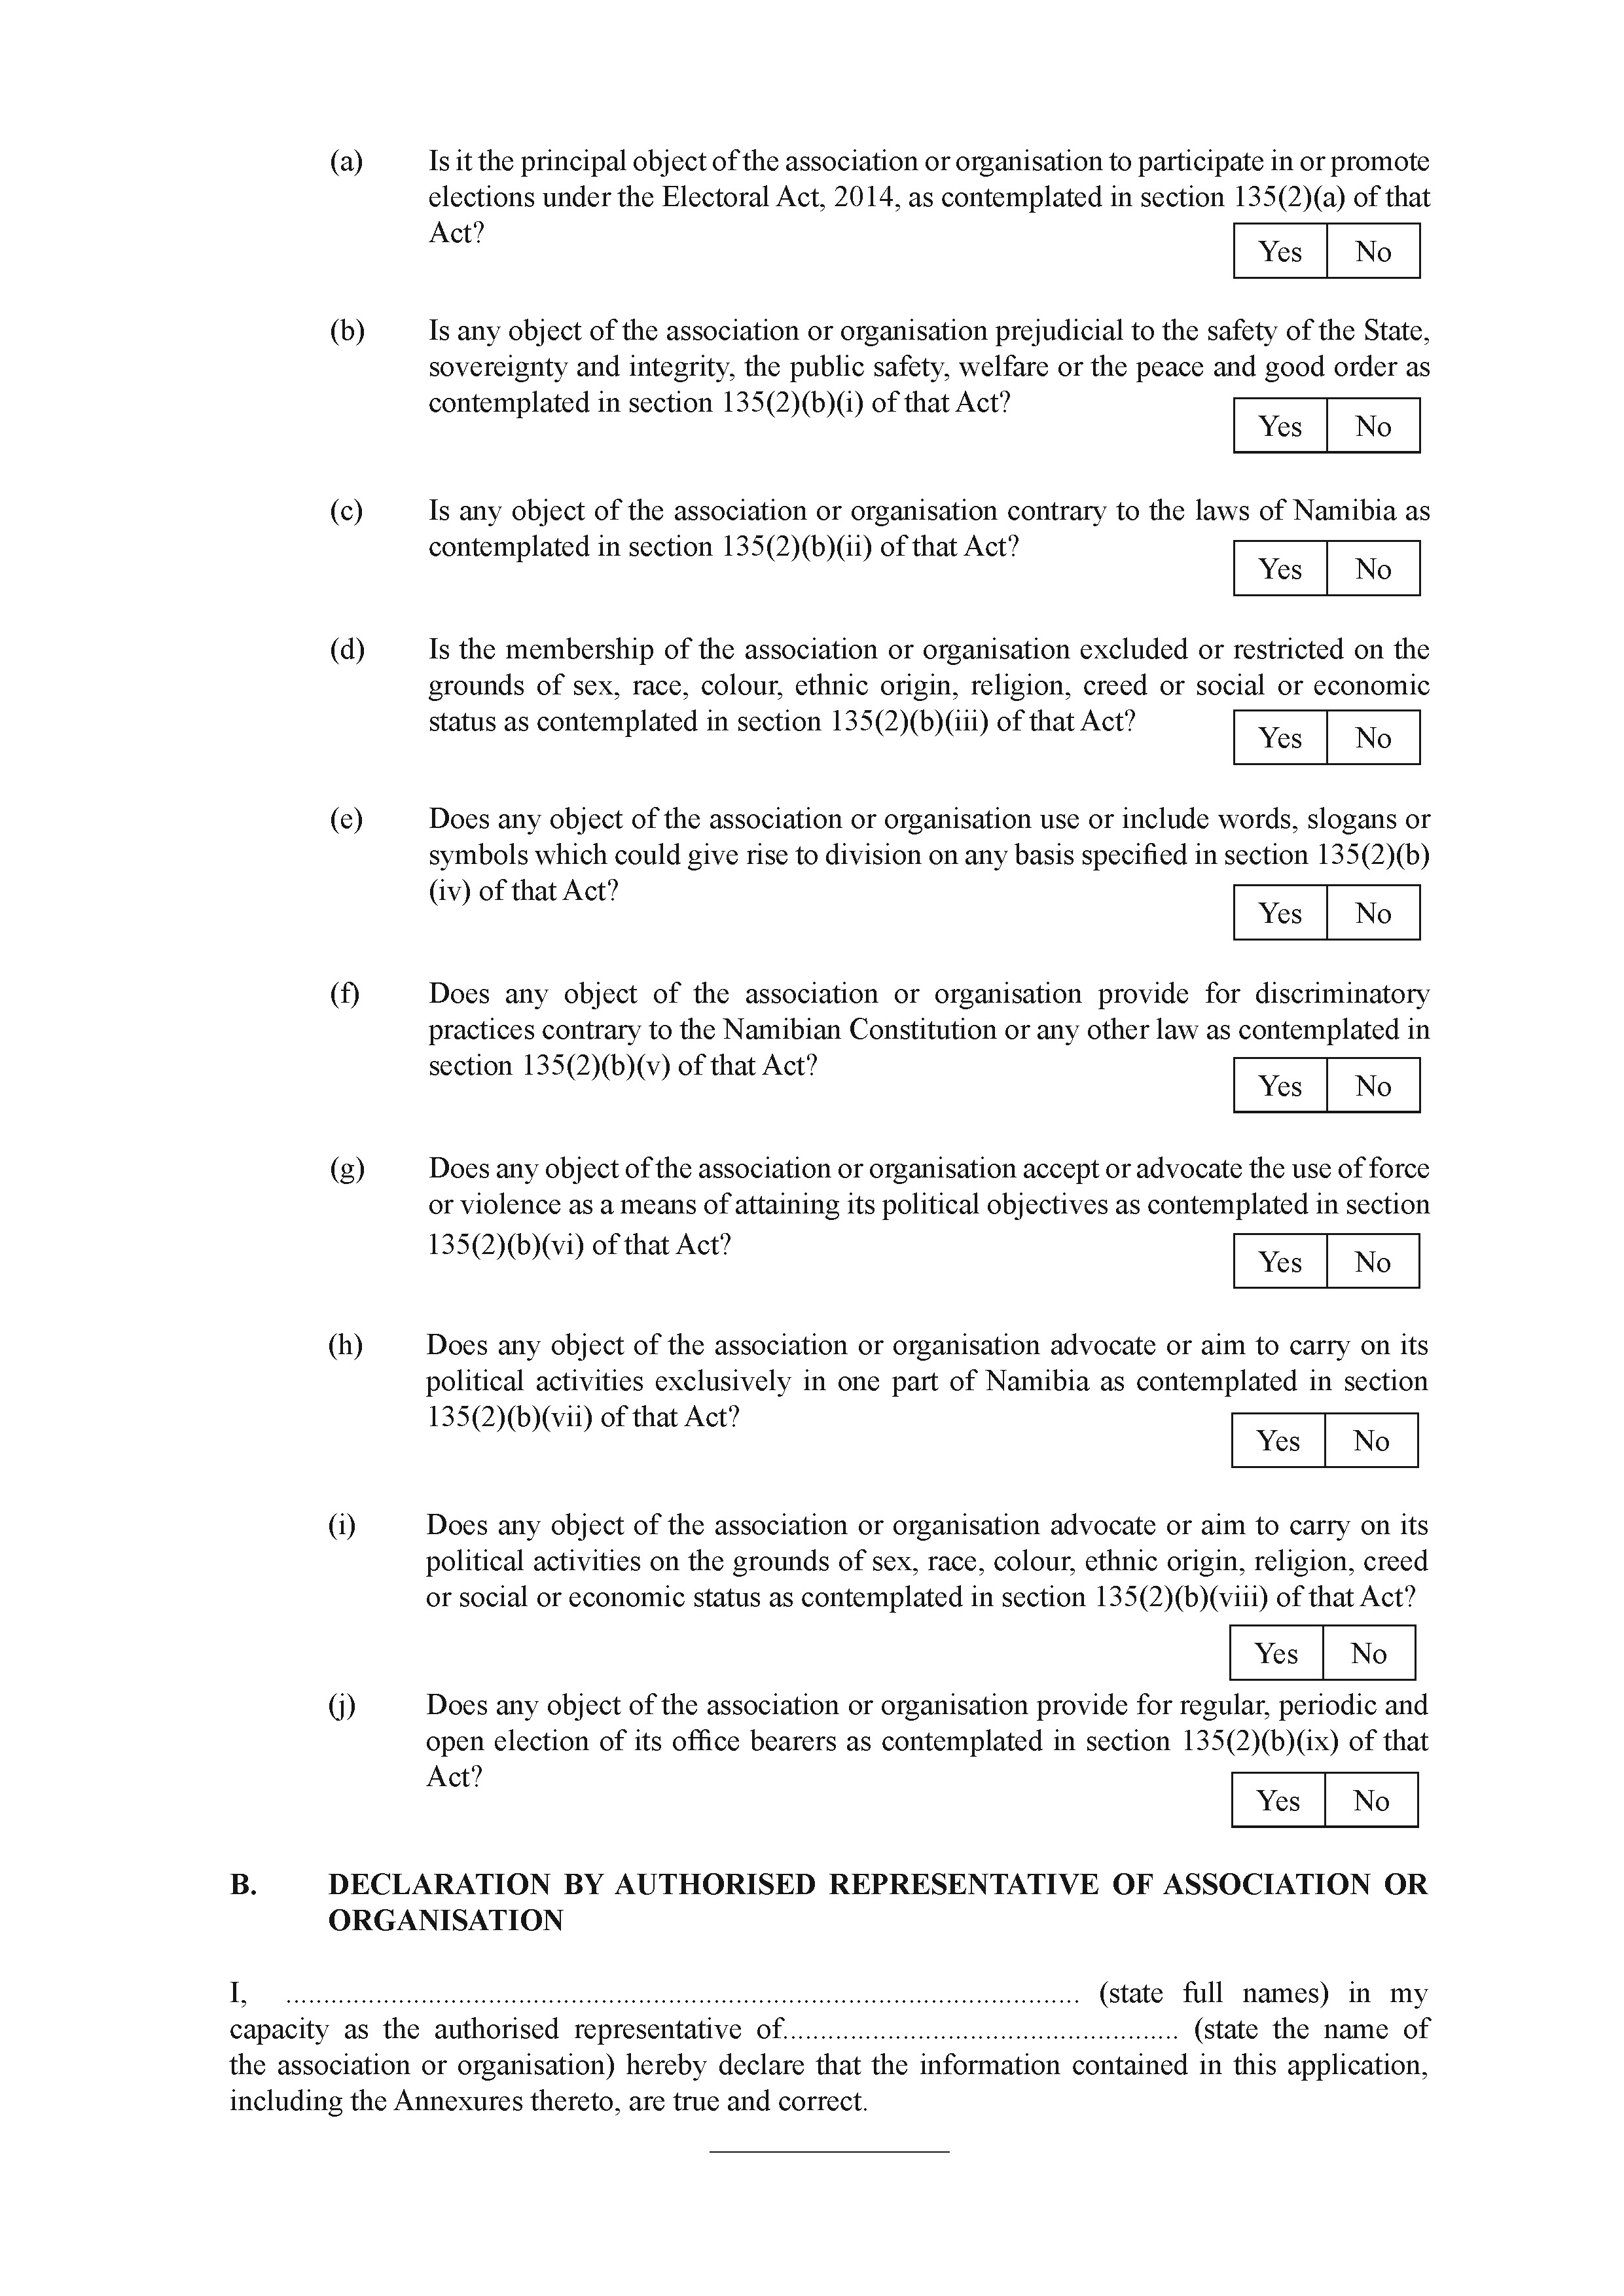 (a) Is it the principal object of the association or organisation to participate in or promote
elections under the Electoral Act, 2014, as contemplated in section 135(2)(a) of that
Act?
Yes No
(b) Is any object of the association or organisation prejudicial to the safety of the State,
sovereignty and integrity, the public safety, welfare or the peace and good order as
contemplated in section 135(2)(b)(i) of that Act?
Yes No
(c) Is any object of the association or organisation contrary to the laws of Namibia as
contemplated in section 135(2)(b)(ii) of that Act?
Yes No
(d) Is the membership of the association or organisation excluded or restricted on the
grounds of sex, race, colour, ethnic origin, religion, creed or social or economic
status as contemplated in section 135(2)(b)(iii) of that Act?
Yes No
(e) Does any object of the association or organisation use or include words, slogans or
symbols which could give rise to division on any basis specified in section 135(2)(b)
(iv) of that Act?
Yes No
(f) Does any object of the association or organisation provide for discriminatory
practices contrary to the Namibian Constitution or any other law as contemplated in
section 135(2)(b)(v) of that Act?
Yes No
(g) Does any object of the association or organisation accept or advocate the use of force
or violence as a means of attaining its political objectives as contemplated in section
135(2)(b)(vi) of that Act?
Yes No
(h) Does any object of the association or organisation advocate or aim to carry on its
political activities exclusively in one part of Namibia as contemplated in section
135(2)(b)(vii) of that Act?
Yes No
(i) Does any object of the association or organisation advocate or aim to carry on its
political activities on the grounds of sex, race, colour, ethnic origin, religion, creed
or social or economic status as contemplated in section 135(2)(b)(viii) of that Act?
Yes No
(j) Does any object of the association or organisation provide for regular, periodic and
open election of its office bearers as contemplated in section 135(2)(b)(ix) of that
Act?
Yes No
B. DECLARATION BY AUTHORISED REPRESENTATIVE OF ASSOCIATION OR
ORGANISATION
I, .......................................................................................................... (state full names) in my
capacity as the authorised representative of..................................................... (state the name of
the association or organisation) hereby declare that the information contained in this application,
including the Annexures thereto, are true and correct.